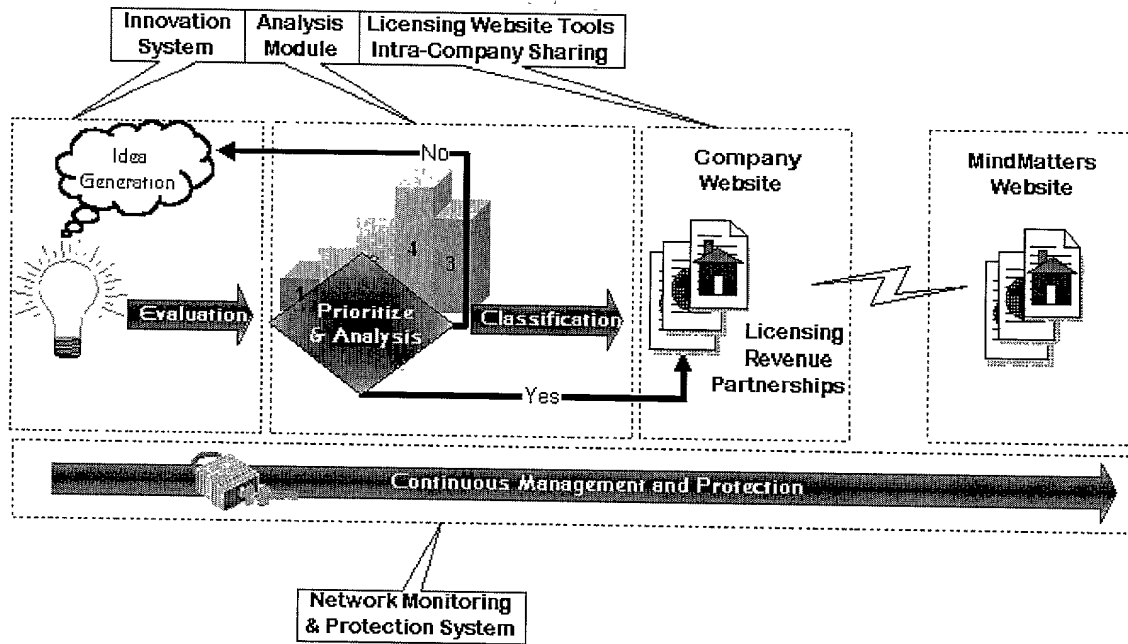 Innovation
System
Analysis
Module
Licensing Website Tools
Intra-Company Sharing
Idea
Generation
No
4
3
1
Evaluation
Prioritize
& Analysis
Classification
Yes
Company
Website
Licensing
Revenue
Partnerships
MindMatters
Website
Continuous Management and Protection
Network Monitoring
& Protection System